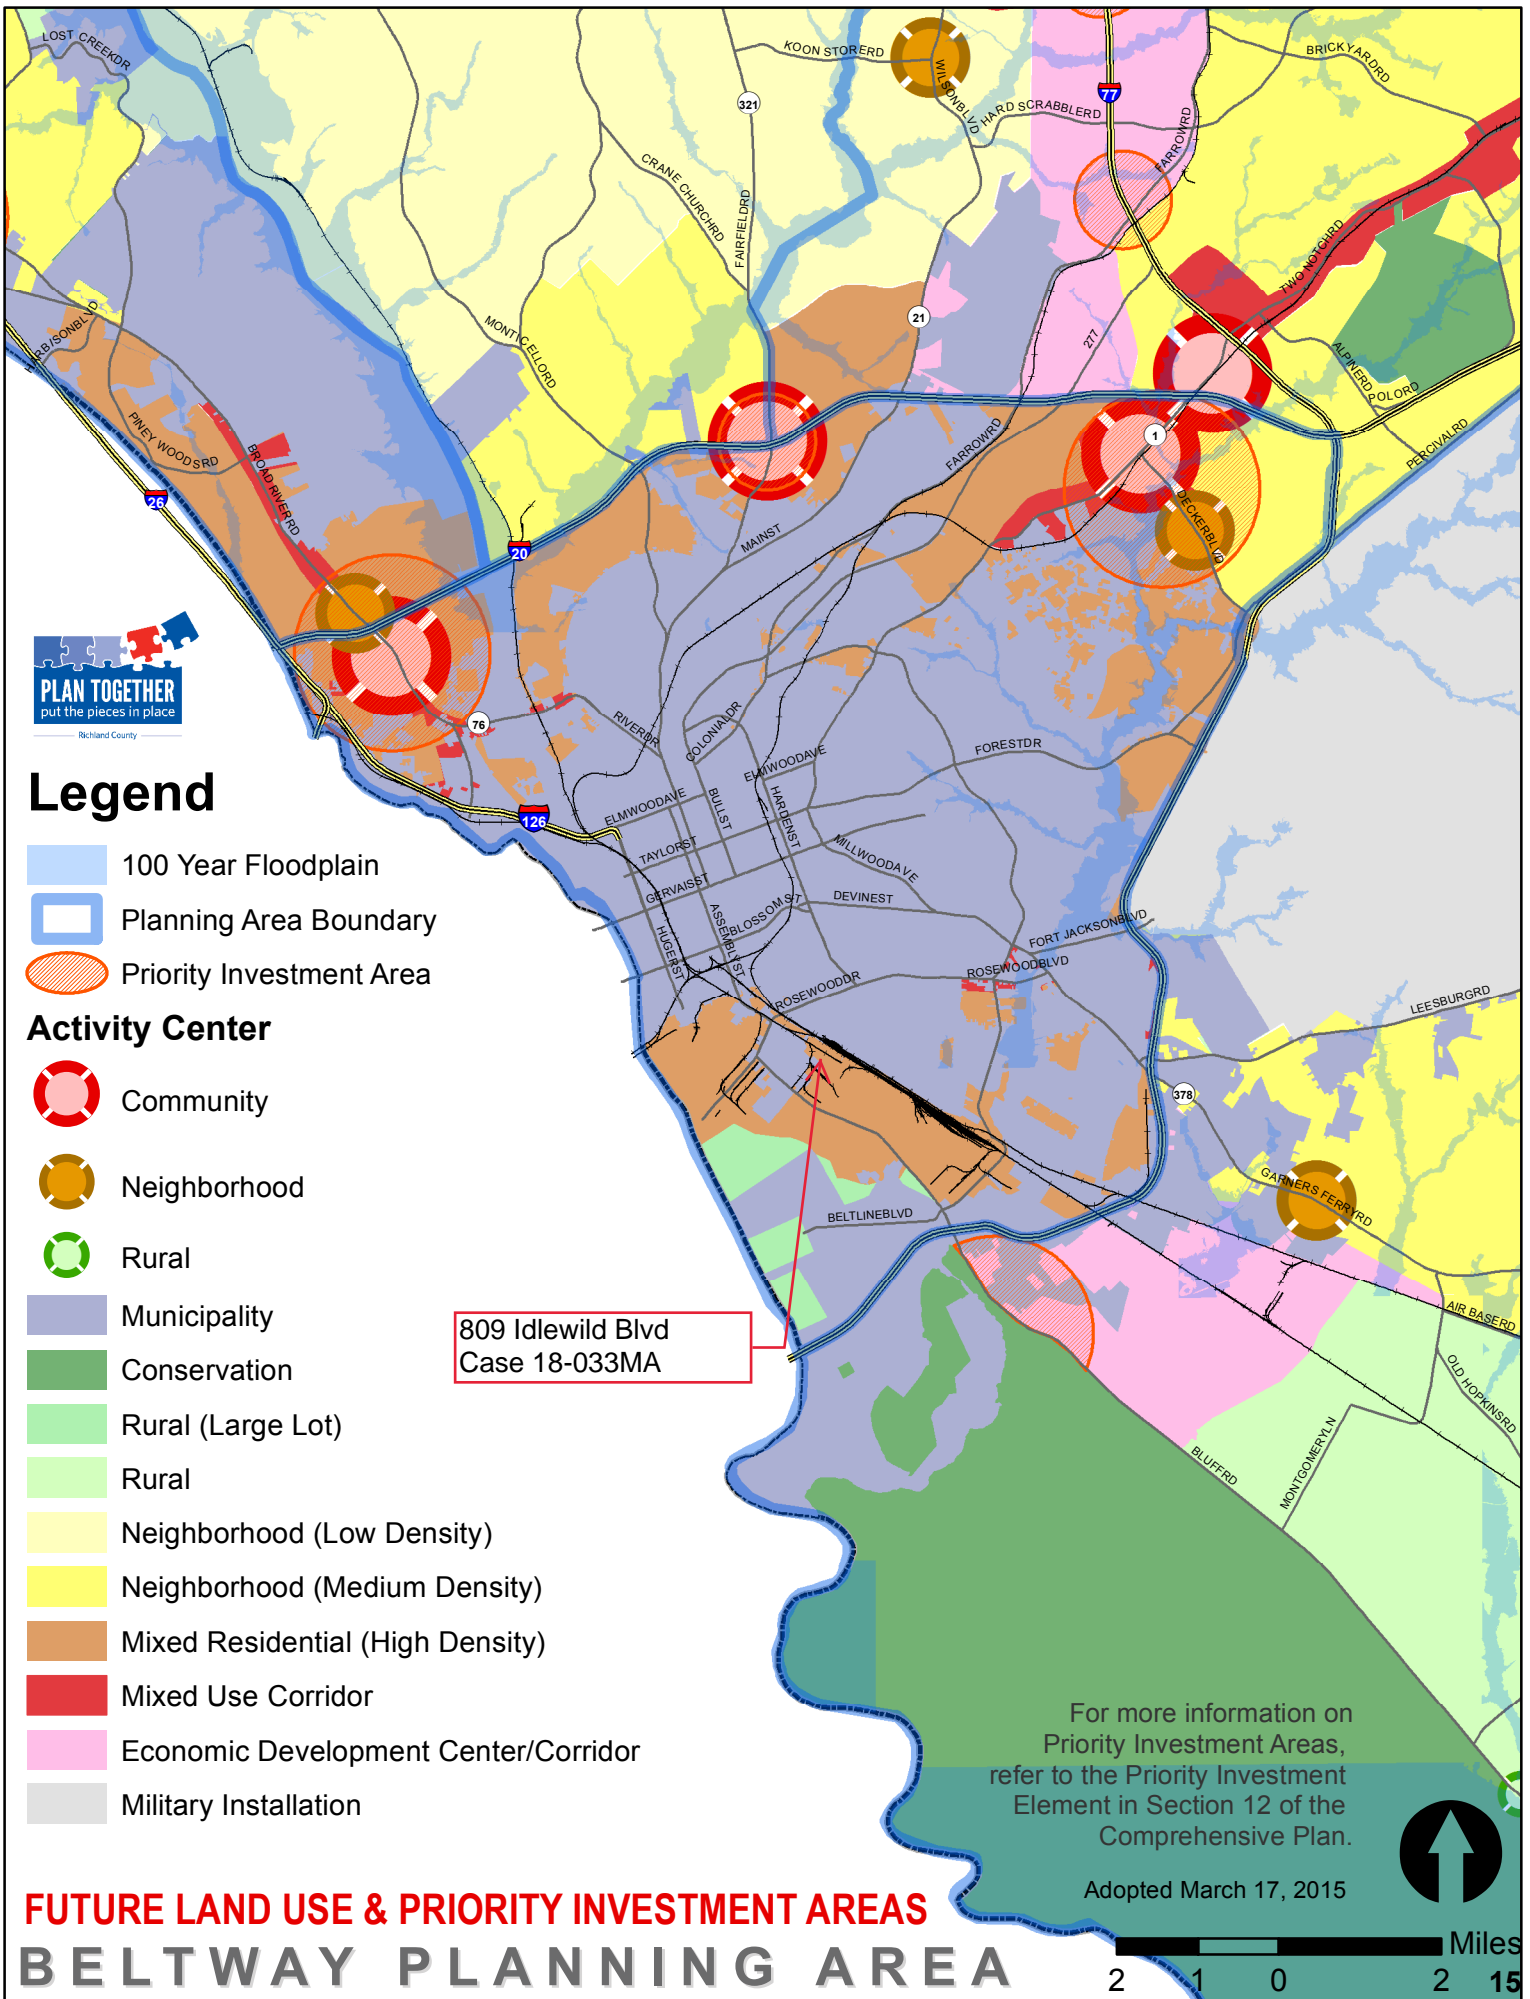 LOST CREEKDR
KOON STORERD
WILSONBLVD
HARD SCRABBLERD
77
FARROWRD
BRICKYARDRD
321
CRANE CHURCHRD
FAIRFIELDRD
21
277
TWO NOTCHRD
ALPINERD
POLORD
PERCIVALRD
HARBISONBLVD
MONTICELLORD
PINEY WOODSRD
BROAD RIVERRD
26
20
MAINST
FARROWRD
1
DECKERBLVD
76
RIVERDR
COLONIALDR
ELMWOODAVE
FORESTDR
126
ELMWOODAVE
BULLST
HARDENST
TAYLORST
MILLWOODAVE
GERVAISST
DEVINEST
BLOSSOMST
ASSEMBLYST
HUGERST
FORT JACKSONBLVD
ROSEWOODBLVD
ROSEWOODDR
LEESBURGRD
378
GARNERS FERRYRD
BELTLINEBLVD
AIR BASERD
OLD HOPKINSRD
MONTGOMERYLN
BLUFFRD
PLAN TOGETHER
put the pieces in place
Richland County
Legend
100 Year Floodplain
Planning Area Boundary
Priority Investment Area
Activity Center
Community
Neighborhood
Rural
Municipality
Conservation
Rural (Large Lot)
Rural
Neighborhood (Low Density)
Neighborhood (Medium Density)
Mixed Residential (High Density)
Mixed Use Corridor
Economic Development Center/Corridor
Military Installation
809 Idlewild Blvd
Case 18-033MA
For more information on
Priority Investment Areas,
refer to the Priority Investment
Element in Section 12 of the
Comprehensive Plan.
Adopted March 17, 2015
FUTURE LAND USE & PRIORITY INVESTMENT AREAS
BELTWAY PLANNING AREA
Miles
2 1 0 2
15